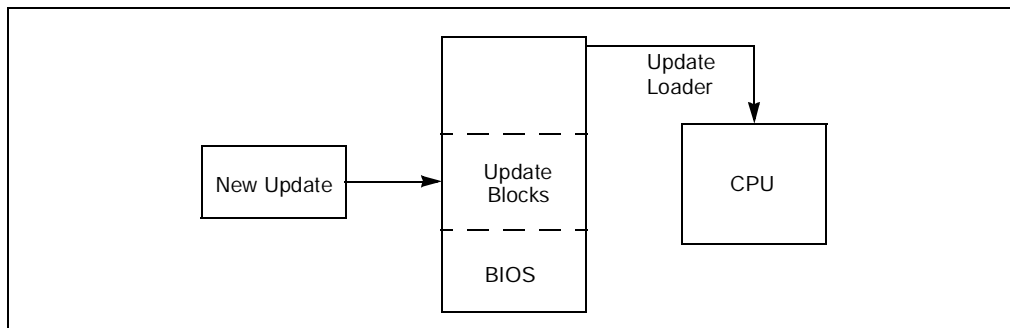 Update
Loader
New Update
Update
Blocks
CPU
BIOS